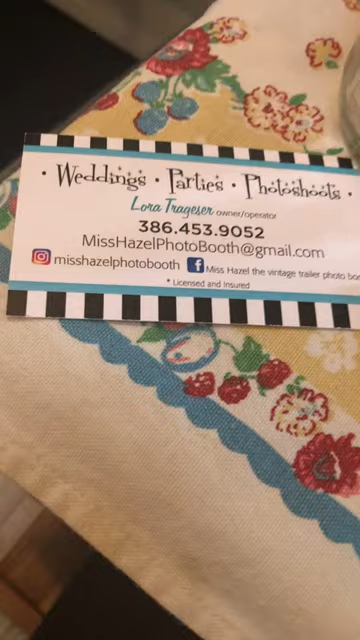 • Weddings • Parties • Photoshoots •
Lora Trageser owner/operator
386.453.9052
MissHazelPhotoBooth@gmail.com
misshazelphotobooth f Miss Hazel the vintage trailer photo
* Licensed and Insured